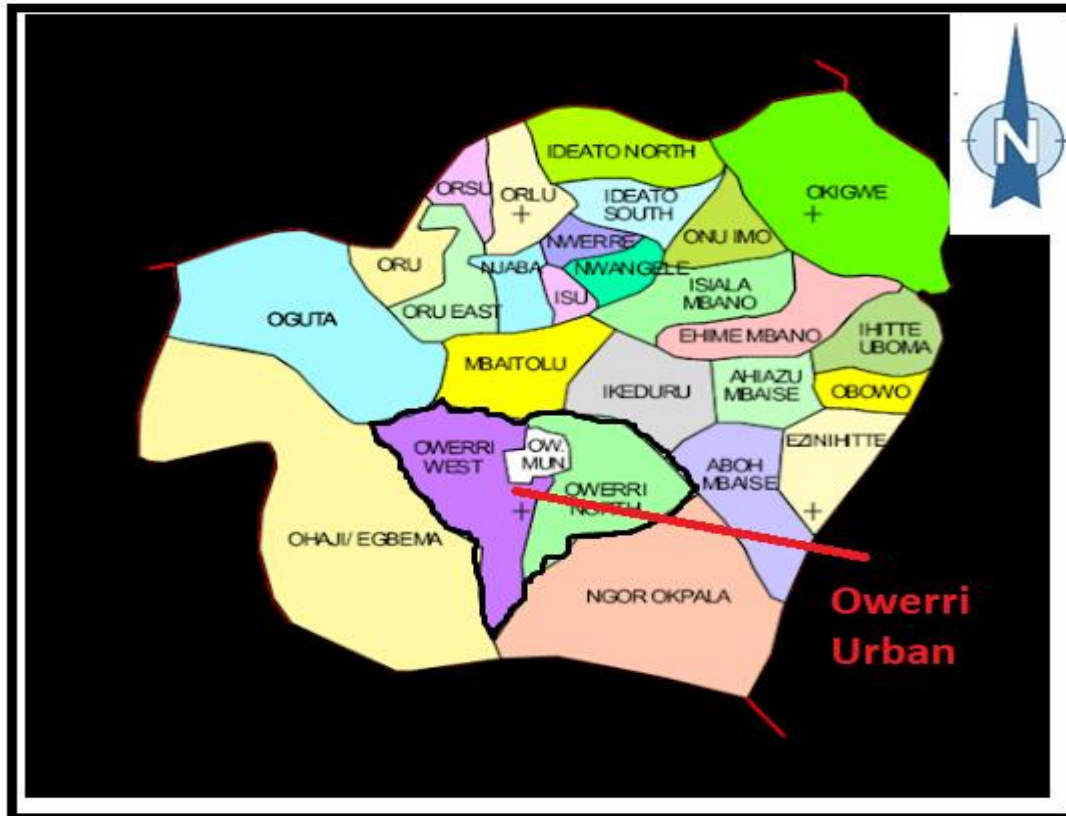 N
IDEATO NORTH
ORSU
ORLU
IDEATO
SOUTH
OKIGWE
NWERRE
ONU IMO
ORU
NJABA
NWANGELE
ISU
ISIALA
MBANO
ORU EAST
OGUTA
EHIME MBANO
IHITTE
UBOMA
MBAITOLU
IKEDURU
AHIAZU
MBAISE
OBOWO
OWERRI
WEST
OW.
MUN.
EZINIHITTE
ABOH
MBAISE
OWERRI
NORTH
OHAJI/ EGBEMA
NGOR OKPALA
Owerri
Urban